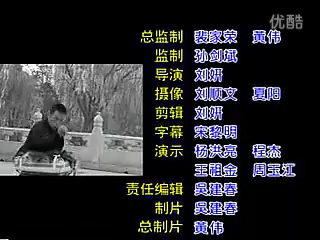 优酷
总监制 裴家荣 黄伟
监制 孙剑斌
导演 刘妍
摄像 刘顺文 夏阳
剪辑 刘妍
字幕 宋黎明
演示 杨洪亮 程杰
王祖金 周玉江
责任编辑 吴建春
制片 吴建春
总制片 黄伟